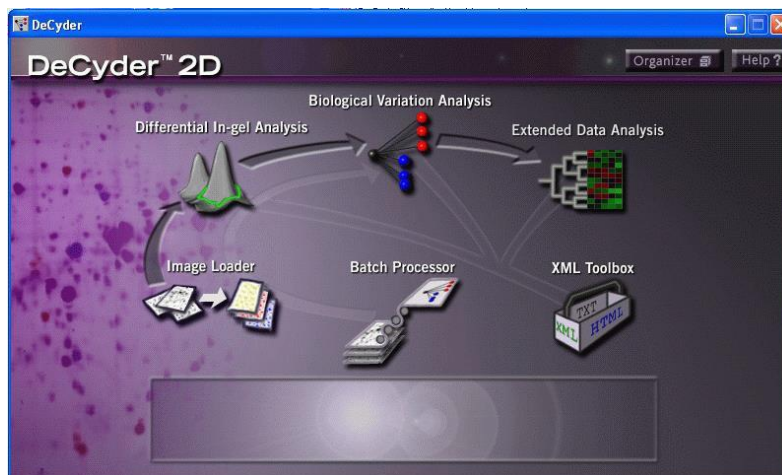 DeCyder
DeCyder™ 2D
Organizer
Help ?
Biological Variation Analysis
Differential In-gel Analysis
Extended Data Analysis
Image Loader
Batch Processor
XML Toolbox
TXT
XML
HTML